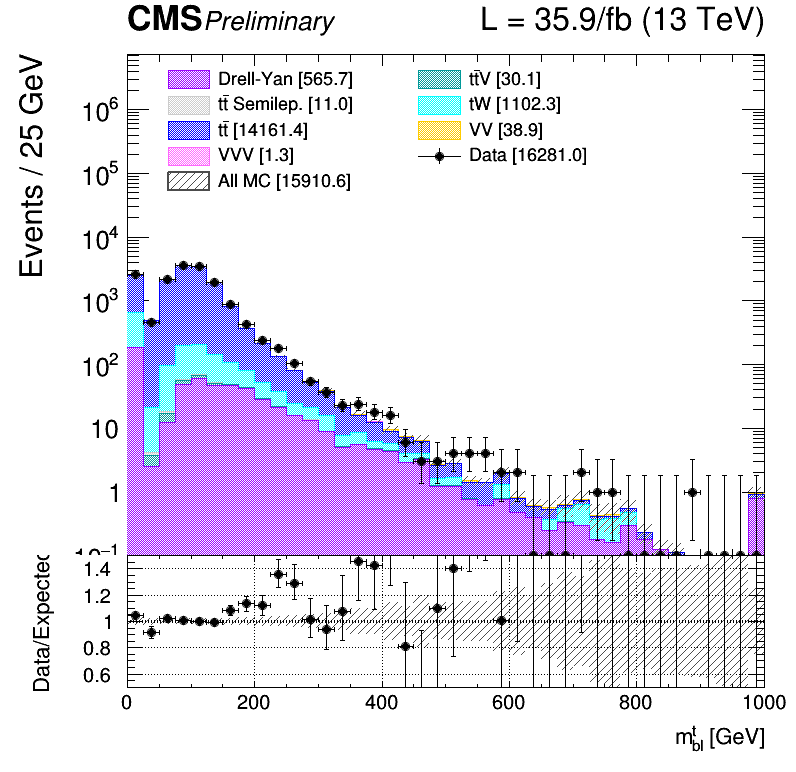 CMS Preliminary L = 35.9/fb (13 TeV)
Drell-Yan [565.7] tt̄V [30.1]
tt̄ Semilep. [11.0] tW [1102.3]
tt̄ [14161.4] VV [38.9]
VVV [1.3] Data [16281.0]
All MC [15910.6]
Events / 25 GeV
10⁶
10⁵
10⁴
10³
10²
10
1
10⁻¹
Data/Expected
1.4
1.2
1
0.8
0.6
0 200 400 600 800 1000
mᵗbl [GeV]